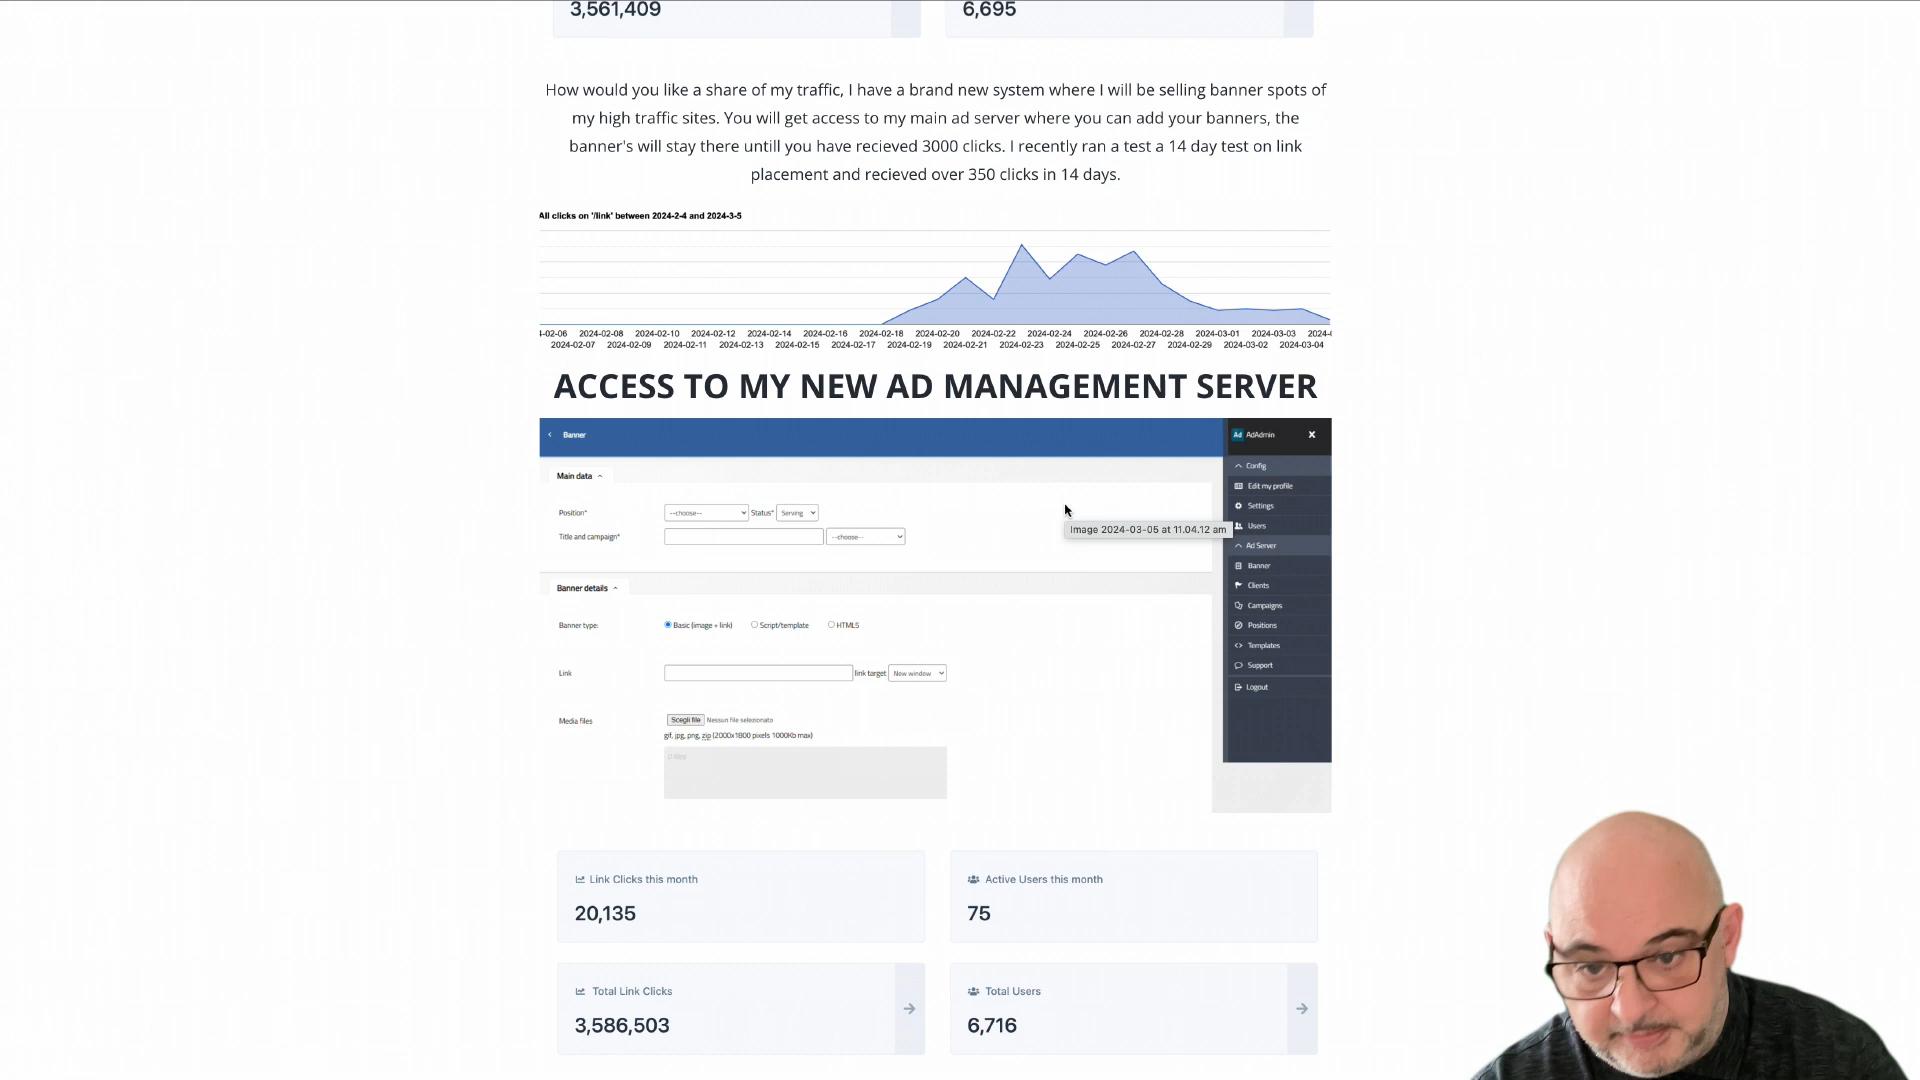 3,561,409
6,695
How would you like a share of my traffic, I have a brand new system where I will be selling banner spots of
my high traffic sites. You will get access to my main ad server where you can add your banners, the
banner's will stay there untill you have recieved 3000 clicks. I recently ran a test a 14 day test on link
placement and recieved over 350 clicks in 14 days.
All clicks on '/link' between 2024-2-4 and 2024-3-5
4-02-06 2024-02-08 2024-02-10 2024-02-12 2024-02-14 2024-02-16 2024-02-18 2024-02-20 2024-02-22 2024-02-24 2024-02-26 2024-02-28 2024-03-01 2024-03-03 2024-
2024-02-07 2024-02-09 2024-02-11 2024-02-13 2024-02-15 2024-02-17 2024-02-19 2024-02-21 2024-02-23 2024-02-25 2024-02-27 2024-02-29 2024-03-02 2024-03-04
ACCESS TO MY NEW AD MANAGEMENT SERVER
Banner
Main data
Position* --choose-- Status* Serving
Title and campaign* --choose--
Banner details
Banner type: Basic (image + link) Script/template HTML5
Link link target New window
Media files Scegli file Nessun file selezionato
gif, jpg, png, zip (2000x1800 pixels 1000Kb max)
0 files
Image 2024-03-05 at 11.04.12 am
Ad AdAdmin X
Config
Edit my profile
Settings
Users
Ad Server
Banner
Clients
Campaigns
Positions
Templates
Support
Logout
Link Clicks this month
20,135
Active Users this month
75
Total Link Clicks
3,586,503
Total Users
6,716